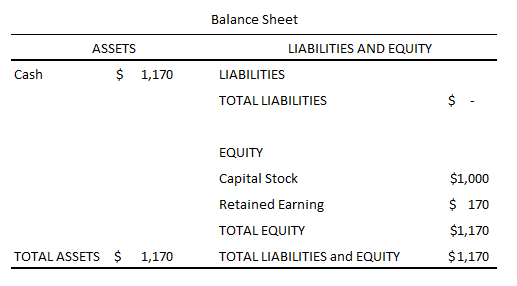 Balance Sheet
ASSETS LIABILITIES AND EQUITY
Cash $ 1,170 LIABILITIES
TOTAL LIABILITIES $ -
EQUITY
Capital Stock $1,000
Retained Earning $ 170
TOTAL EQUITY $1,170
TOTAL ASSETS $ 1,170 TOTAL LIABILITIES and EQUITY $1,170